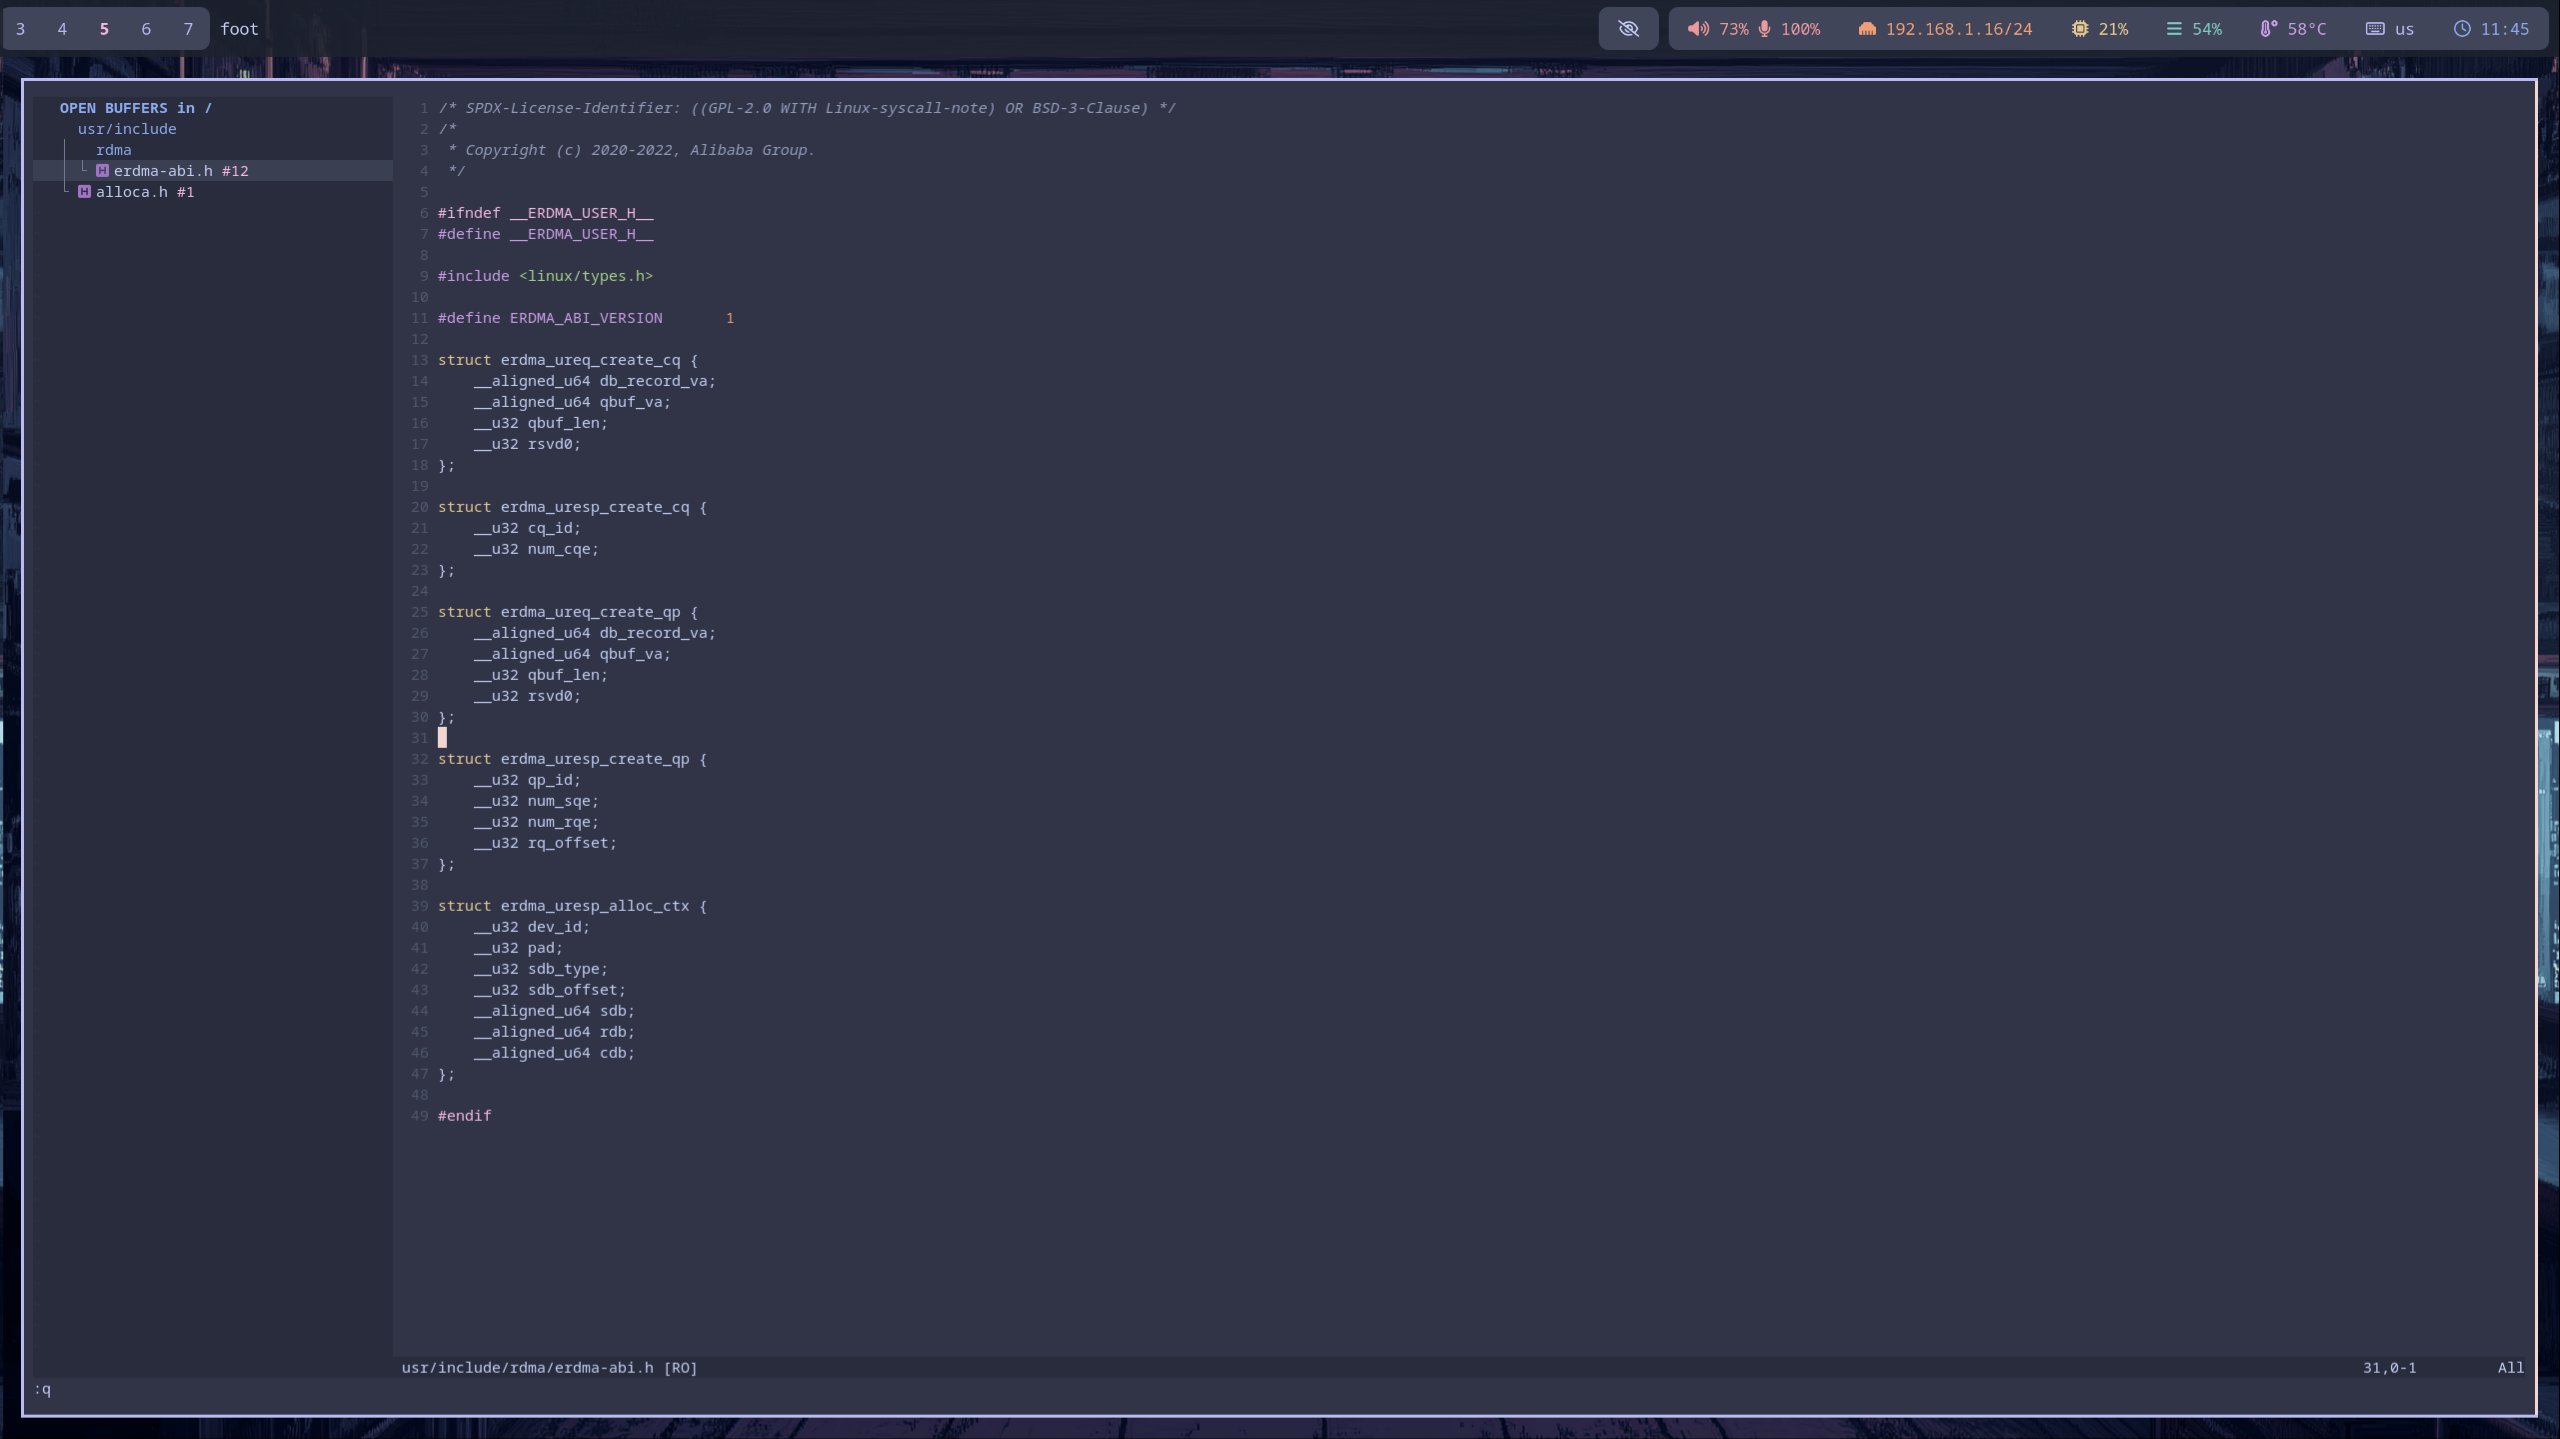 3 4 5 6 7 foot 73% 100% 192.168.1.16/24 21% 54% 58°C us 11:45
OPEN BUFFERS in /
usr/include
rdma
H erdma-abi.h #12
H alloca.h #1
1 /* SPDX-License-Identifier: ((GPL-2.0 WITH Linux-syscall-note) OR BSD-3-Clause) */
2 /*
3  * Copyright (c) 2020-2022, Alibaba Group.
4  */
5
6 #ifndef __ERDMA_USER_H__
7 #define __ERDMA_USER_H__
8
9 #include <linux/types.h>
10
11 #define ERDMA_ABI_VERSION       1
12
13 struct erdma_ureq_create_cq {
14     __aligned_u64 db_record_va;
15     __aligned_u64 qbuf_va;
16     __u32 qbuf_len;
17     __u32 rsvd0;
18 };
19
20 struct erdma_uresp_create_cq {
21     __u32 cq_id;
22     __u32 num_cqe;
23 };
24
25 struct erdma_ureq_create_qp {
26     __aligned_u64 db_record_va;
27     __aligned_u64 qbuf_va;
28     __u32 qbuf_len;
29     __u32 rsvd0;
30 };
31
32 struct erdma_uresp_create_qp {
33     __u32 qp_id;
34     __u32 num_sqe;
35     __u32 num_rqe;
36     __u32 rq_offset;
37 };
38
39 struct erdma_uresp_alloc_ctx {
40     __u32 dev_id;
41     __u32 pad;
42     __u32 sdb_type;
43     __u32 sdb_offset;
44     __aligned_u64 sdb;
45     __aligned_u64 rdb;
46     __aligned_u64 cdb;
47 };
48
49 #endif
usr/include/rdma/erdma-abi.h [RO] 31,0-1 All
:q